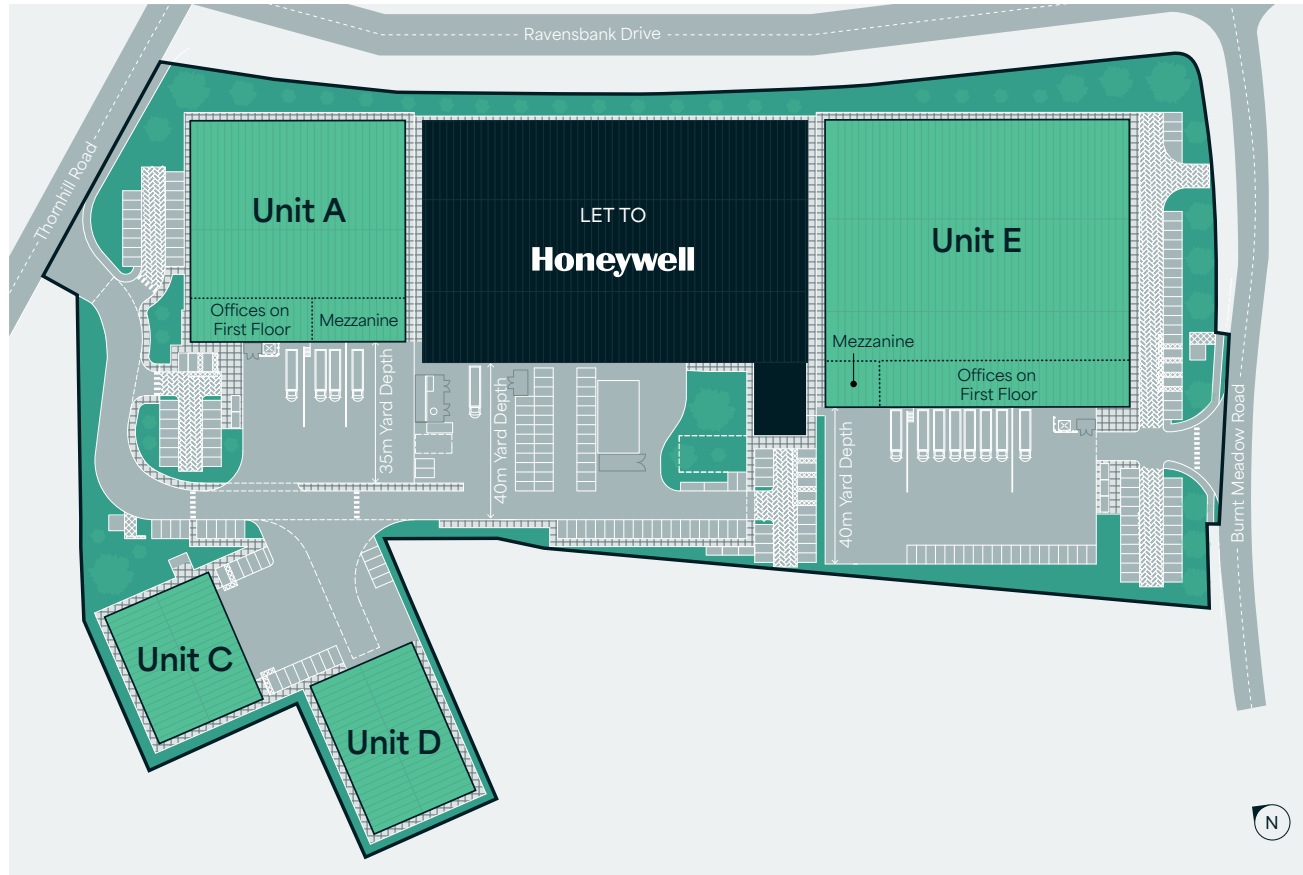 Ravensbank Drive
Thornhill Road
Unit A
Offices on
First Floor
Mezzanine
LET TO
Honeywell
Unit E
Mezzanine
Offices on
First Floor
35m Yard Depth
40m Yard Depth
40m Yard Depth
Burnt Meadow Road
Unit C
Unit D
N